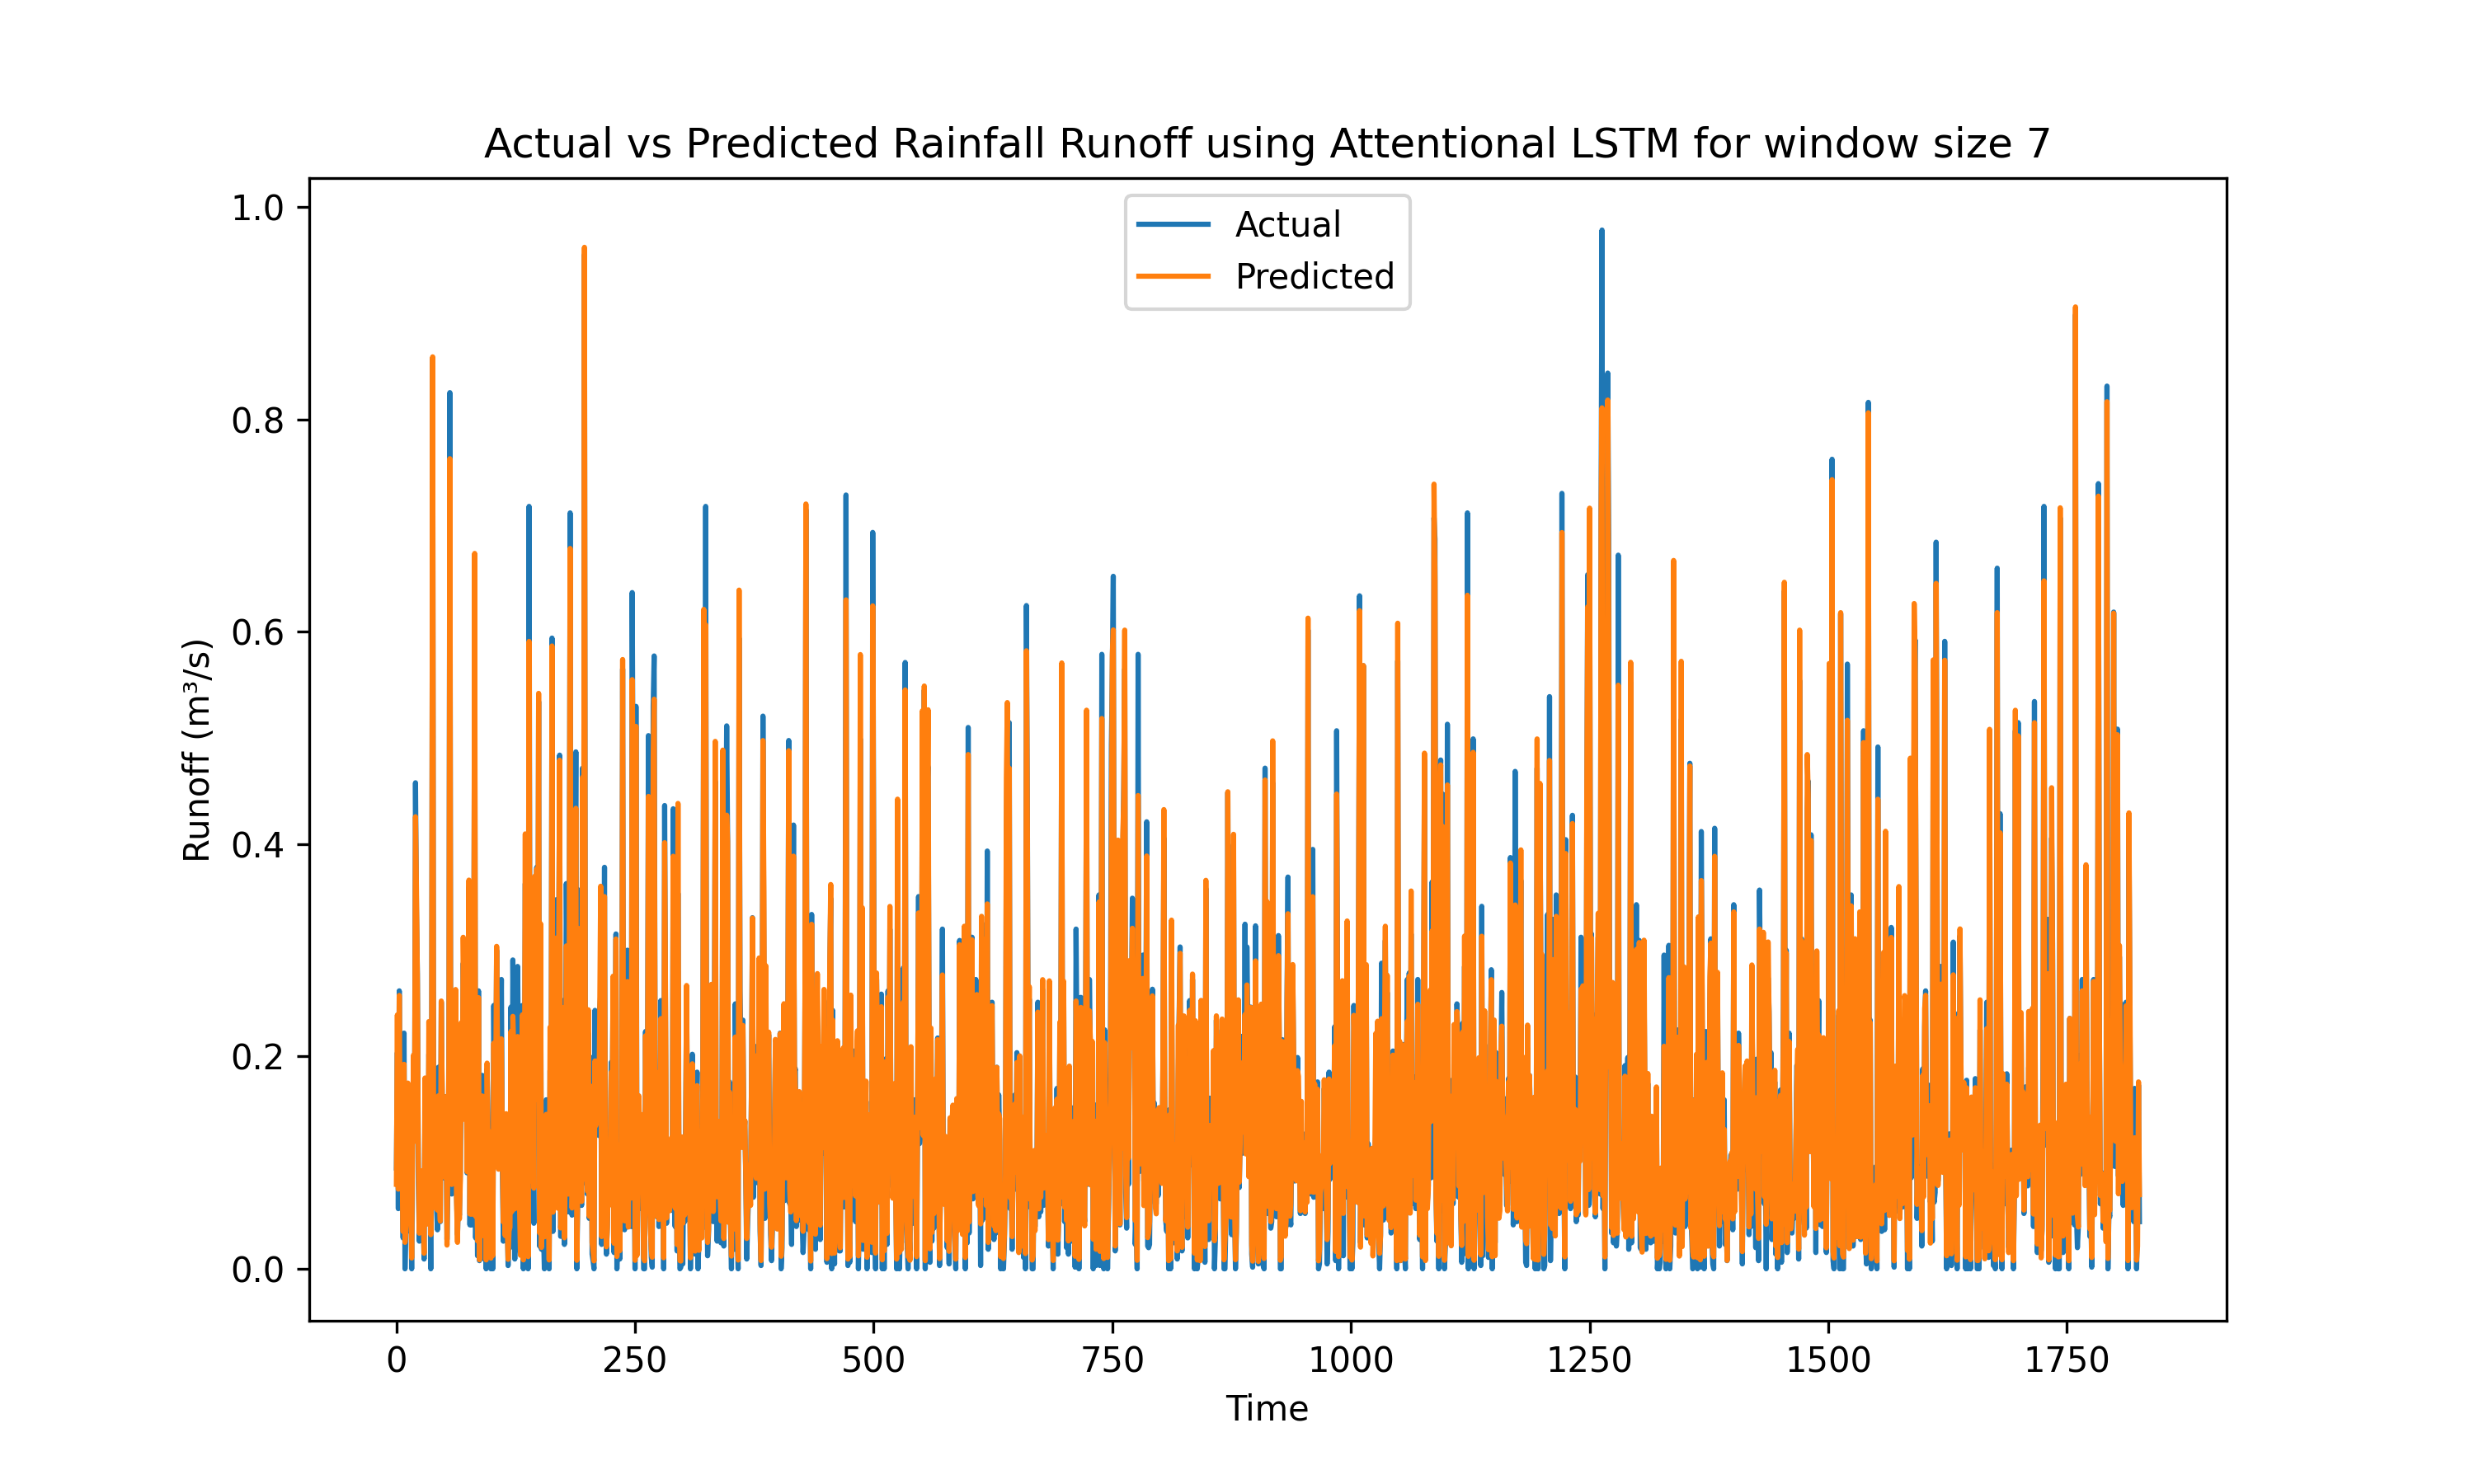 Actual vs Predicted Rainfall Runoff using Attentional LSTM for window size 7
Actual
Predicted
1.0
0.8
0.6
0.4
0.2
0.0
Runoff (m³/s)
0 250 500 750 1000 1250 1500 1750
Time